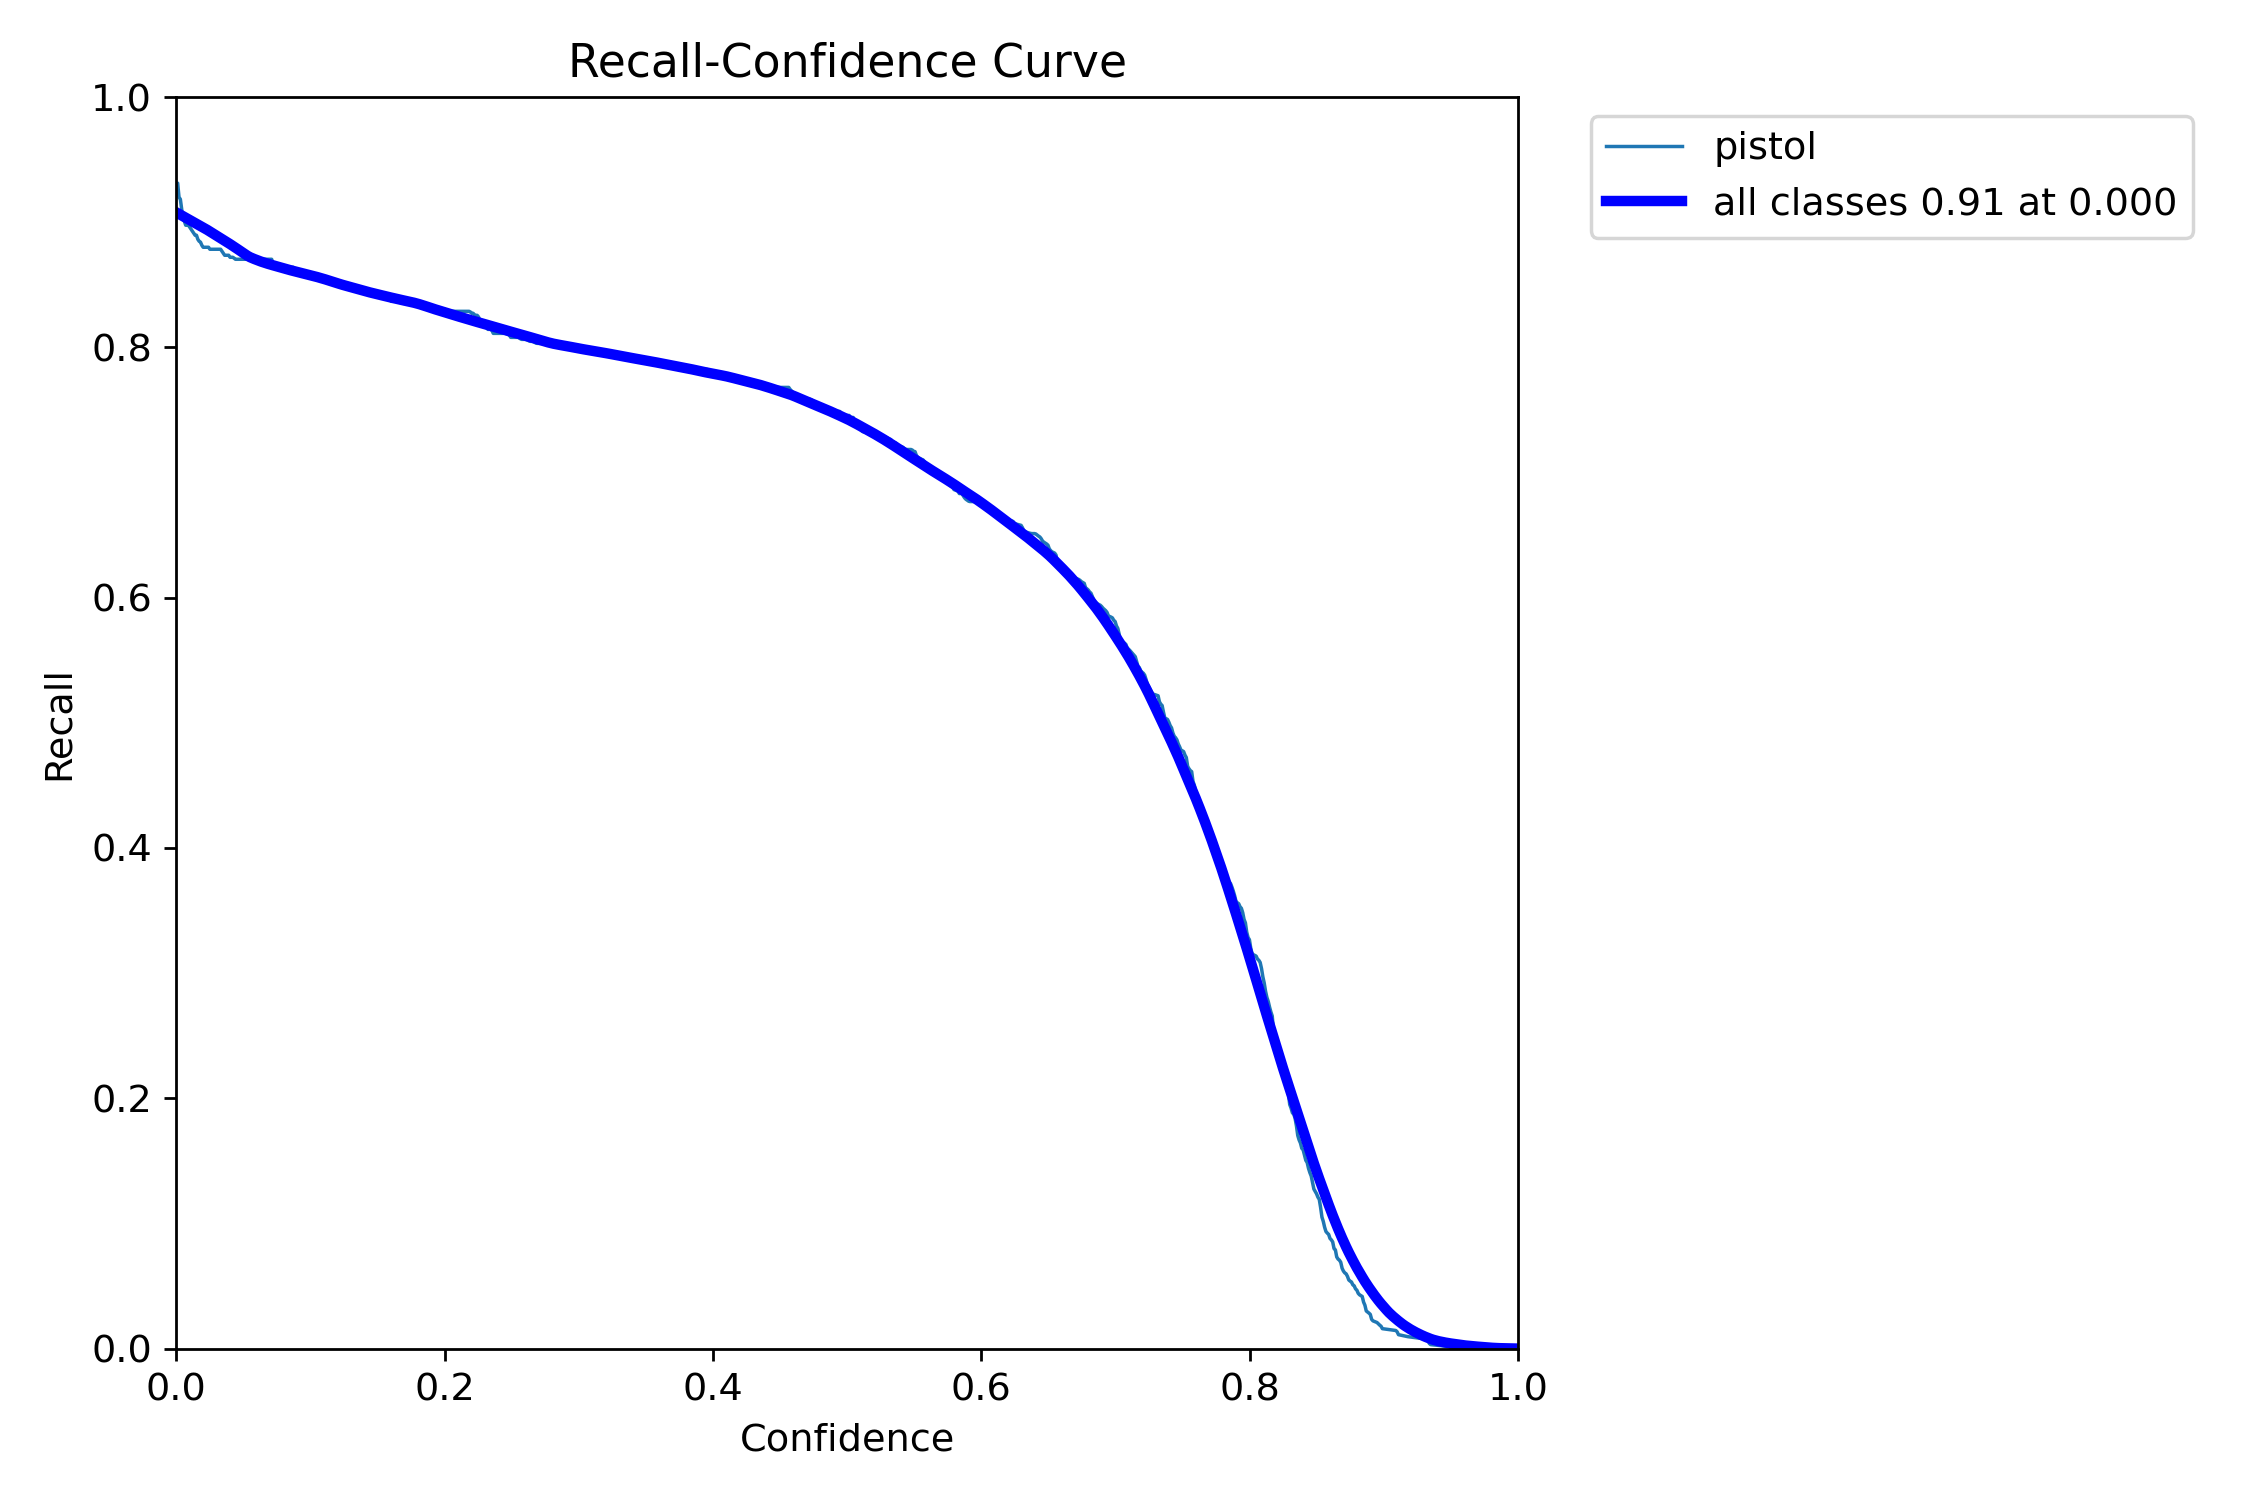 Recall-Confidence Curve
1.0
0.8
0.6
0.4
0.2
0.0
Recall
0.0 0.2 0.4 0.6 0.8 1.0
Confidence
pistol
all classes 0.91 at 0.000